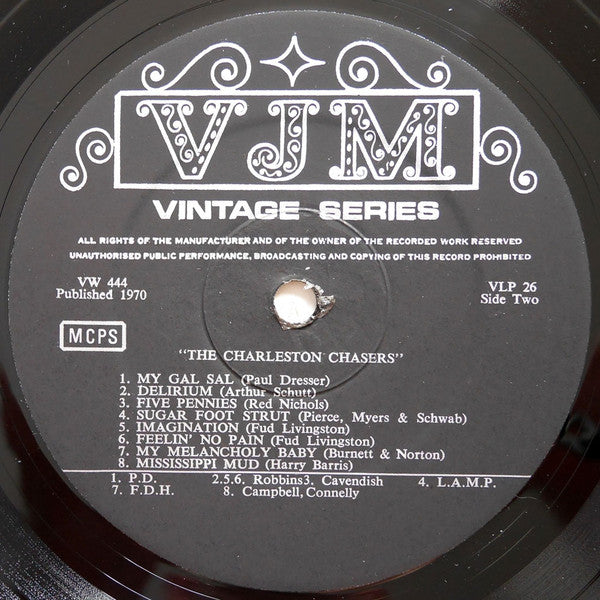 VJM
VINTAGE SERIES
ALL RIGHTS OF THE MANUFACTURER AND OF THE OWNER OF THE RECORDED WORK RESERVED
UNAUTHORISED PUBLIC PERFORMANCE, BROADCASTING AND COPYING OF THIS RECORD PROHIBITED
VW 444
Published 1970
VLP 26
Side Two
MCPS
"THE CHARLESTON CHASERS"
1. MY GAL SAL (Paul Dresser)
2. DELIRIUM (Arthur Schutt)
3. FIVE PENNIES (Red Nichols)
4. SUGAR FOOT STRUT (Pierce, Myers & Schwab)
5. IMAGINATION (Fud Livingston)
6. FEELIN' NO PAIN (Fud Livingston)
7. MY MELANCHOLY BABY (Burnett & Norton)
8. MISSISSIPPI MUD (Harry Barris)
1. P.D. 2.5.6. Robbins3. Cavendish 4. L.A.M.P.
7. F.D.H. 8. Campbell,Connelly